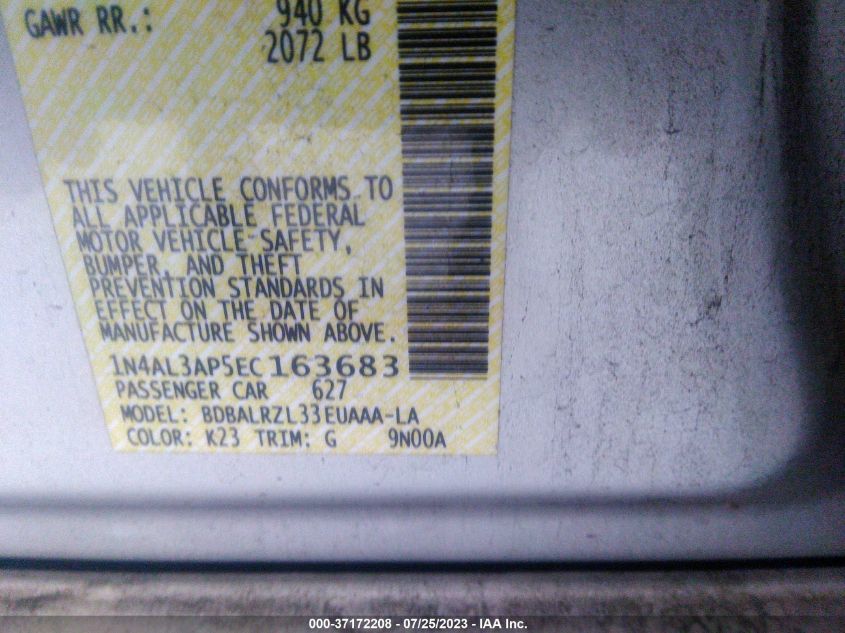 GAWR RR.: 940 KG
2072 LB
THIS VEHICLE CONFORMS TO
ALL APPLICABLE FEDERAL
MOTOR VEHICLE SAFETY,
BUMPER, AND THEFT
PREVENTION STANDARDS IN
EFFECT ON THE DATE OF
MANUFACTURE SHOWN ABOVE.
1N4AL3AP5EC163683
PASSENGER CAR 627
MODEL: BDBALRZL33EUAAA-LA
COLOR: K23 TRIM: G 9N00A
000-37172208 - 07/25/2023 - IAA Inc.